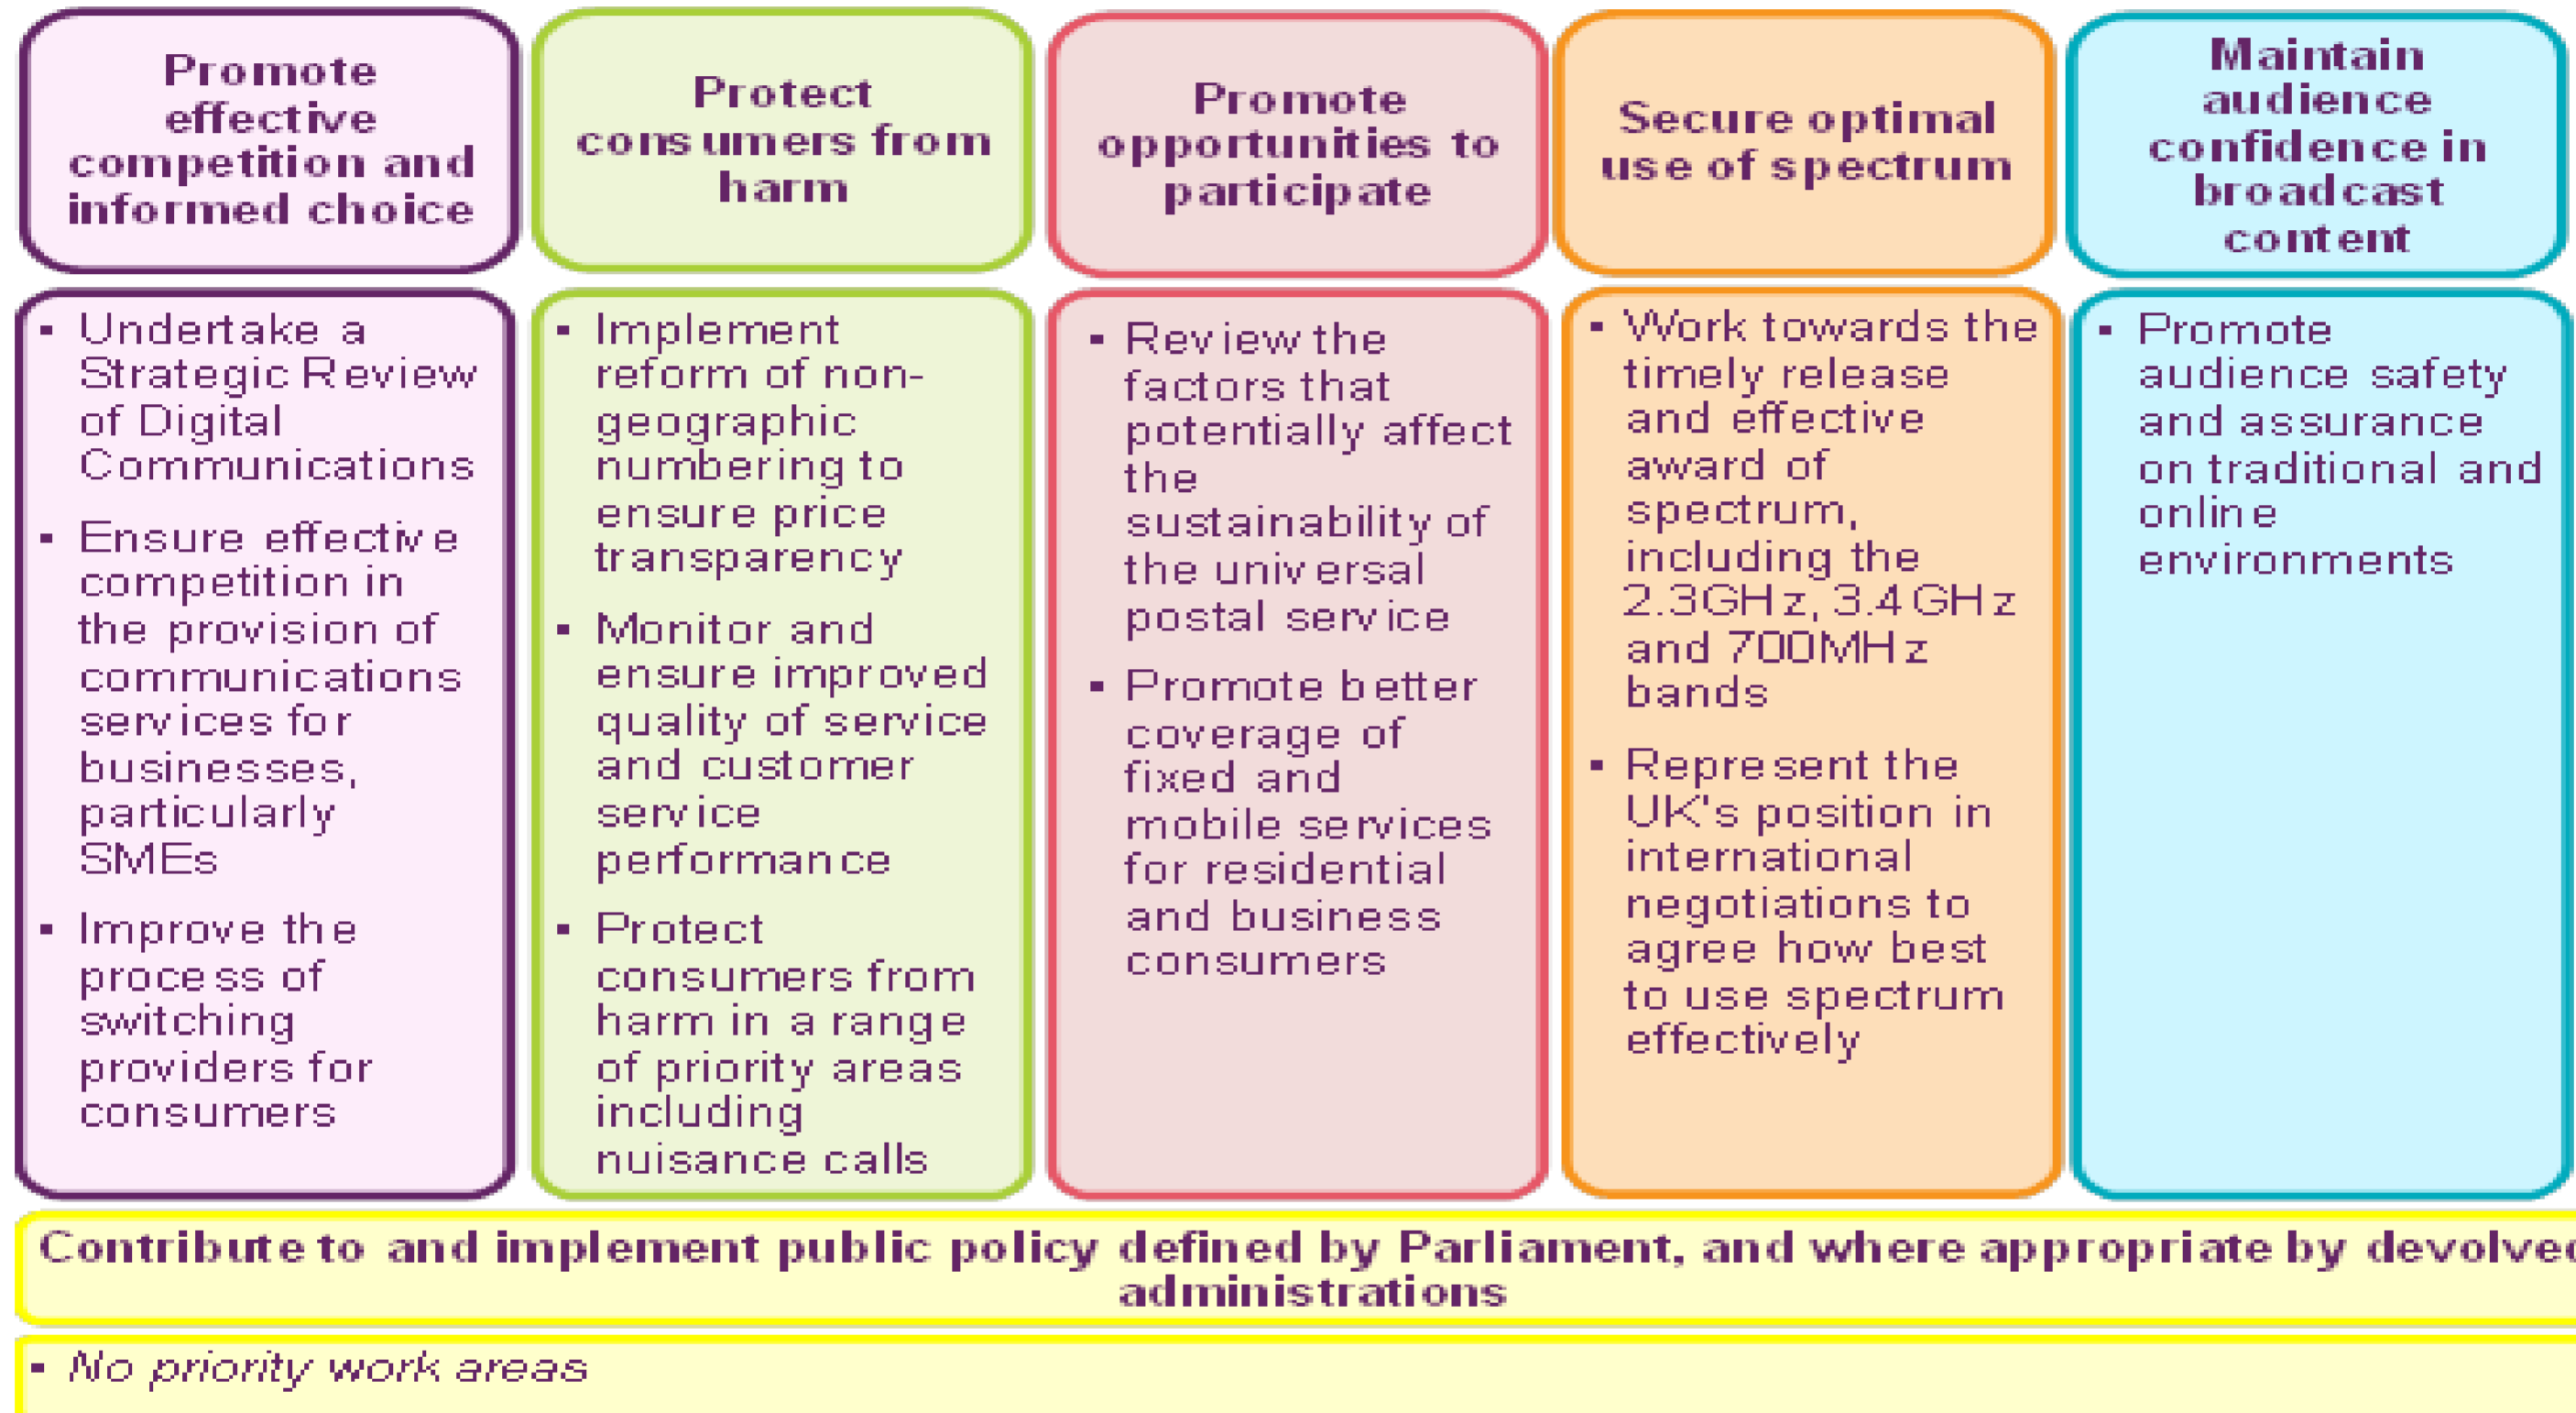 Promote
effective
competition and
informed choice
Protect
consumers from
harm
Promote
opportunities to
participate
Secure optimal
use of spectrum
Maintain
audience
confidence in
broadcast
content
▪ Undertake a
Strategic Review
of Digital
Communications
▪ Ensure effective
competition in
the provision of
communications
services for
businesses,
particularly
SMEs
▪ Improve the
process of
switching
providers for
consumers
▪ Implement
reform of non-
geographic
numbering to
ensure price
transparency
▪ Monitor and
ensure improved
quality of service
and customer
service
performance
▪ Protect
consumers from
harm in a range
of priority areas
including
nuisance calls
▪ Review the
factors that
potentially affect
the
sustainability of
the universal
postal service
▪ Promote better
coverage of
fixed and
mobile services
for residential
and business
consumers
▪ Work towards the
timely release
and effective
award of
spectrum,
including the
2.3GHz, 3.4GHz
and 700MHz
bands
▪ Represent the
UK's position in
international
negotiations to
agree how best
to use spectrum
effectively
▪ Promote
audience safety
and assurance
on traditional and
online
environments
Contribute to and implement public policy defined by Parliament, and where appropriate by devolved
administrations
▪ No priority work areas